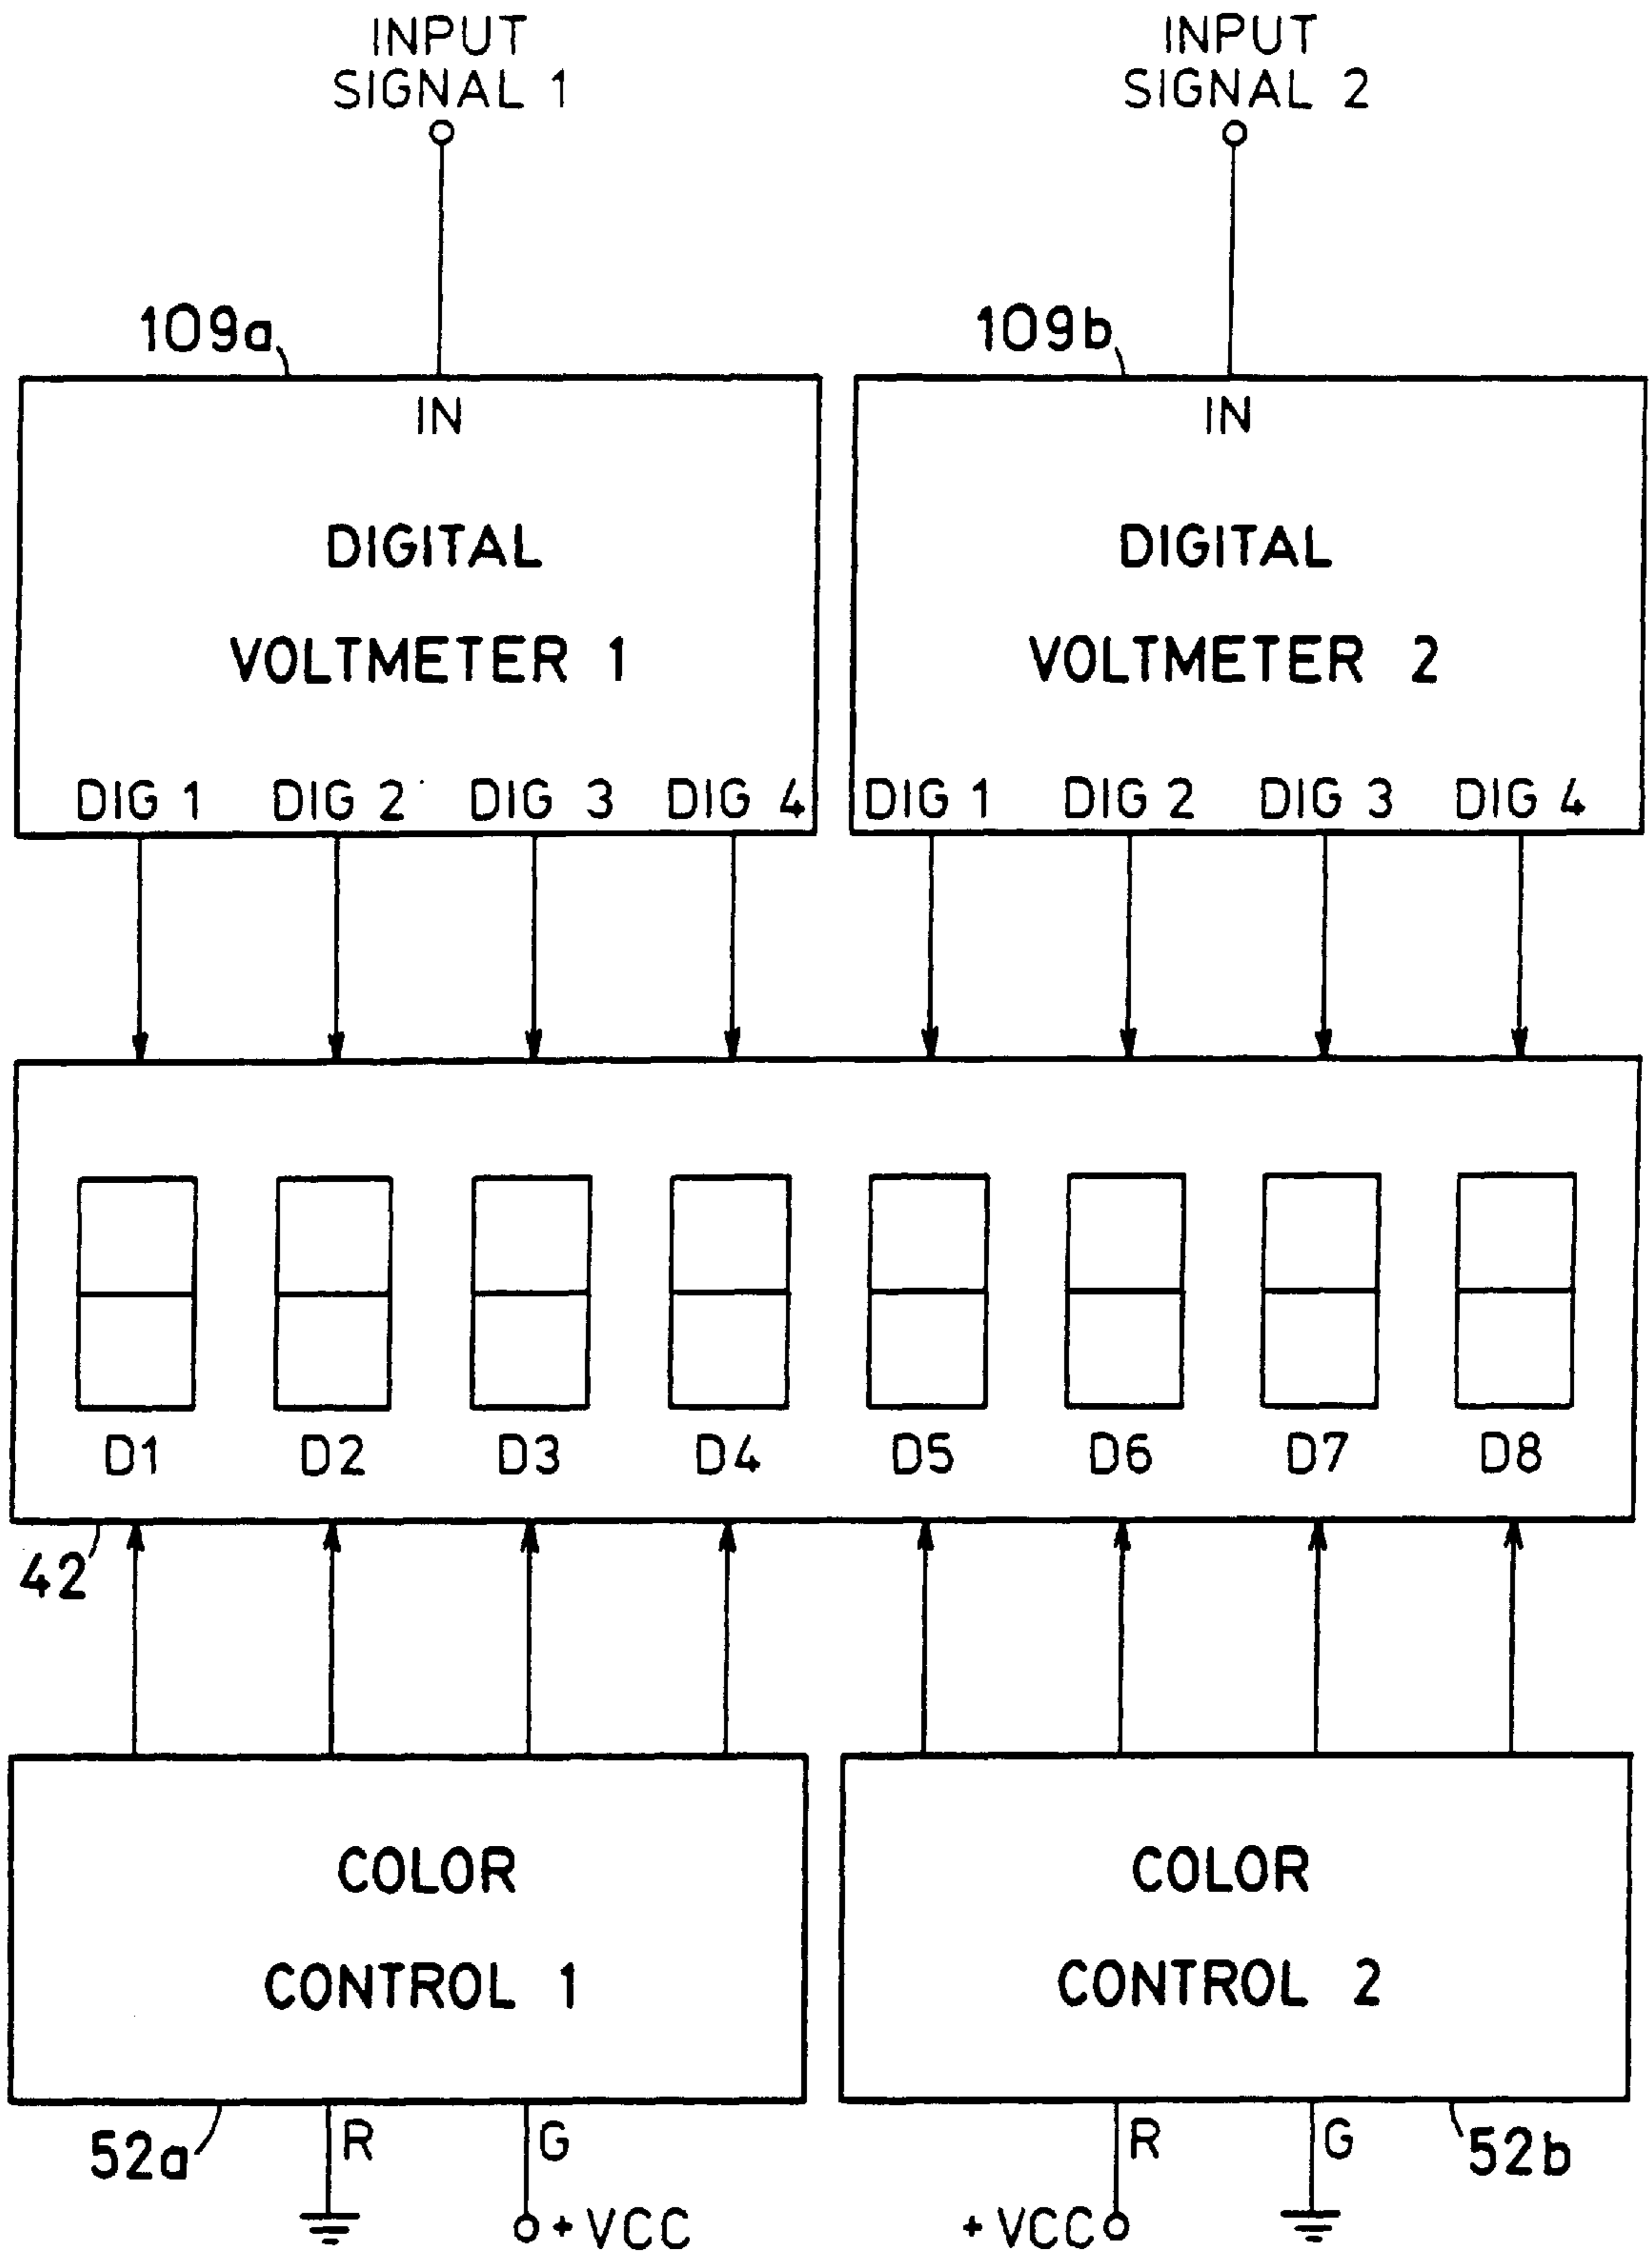 INPUT
SIGNAL 1
INPUT
SIGNAL 2
109a
109b
IN
DIGITAL
VOLTMETER 1
DIG 1 DIG 2 DIG 3 DIG 4
IN
DIGITAL
VOLTMETER 2
DIG 1 DIG 2 DIG 3 DIG 4
D1 D2 D3 D4 D5 D6 D7 D8
42
COLOR
CONTROL 1
COLOR
CONTROL 2
52a
R
G
+VCC
R
G
52b
+VCC